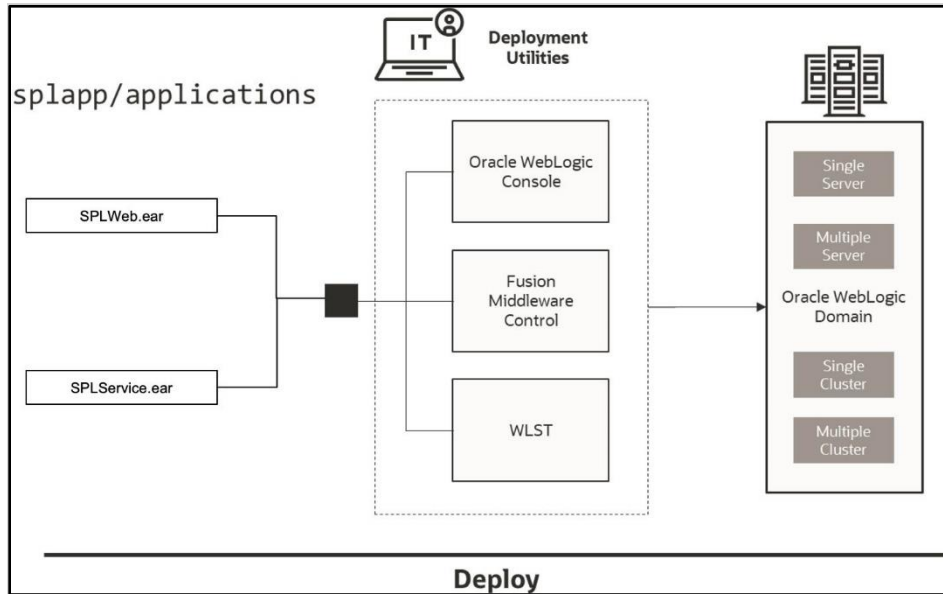 IT
Deployment
Utilities
splapp/applications
SPLWeb.ear
SPLService.ear
Oracle WebLogic
Console
Fusion
Middleware
Control
WLST
Single
Server
Multiple
Server
Oracle WebLogic
Domain
Single
Cluster
Multiple
Cluster
Deploy